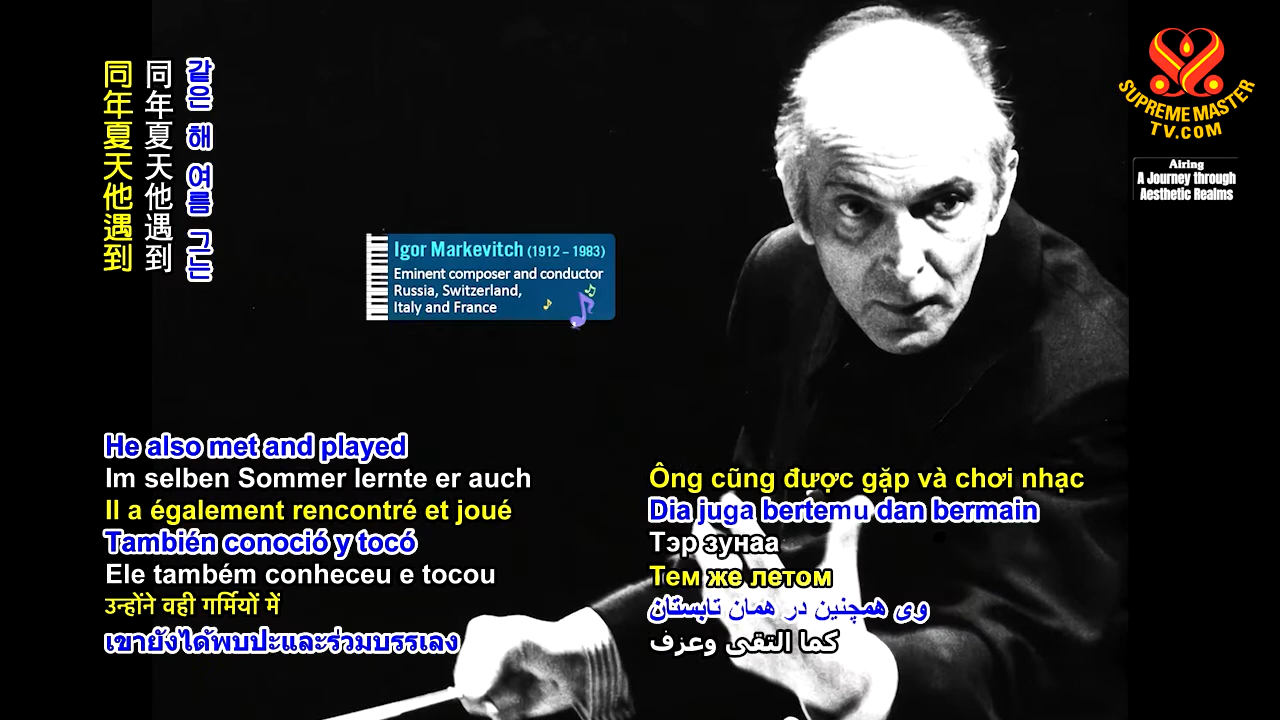 同年夏天他遇到
同年夏天他遇到
같은 해 여름 그는
SUPREME MASTER
TV.COM
Airing
A Journey through
Aesthetic Realms
Igor Markevitch (1912 – 1983)
Eminent composer and conductor
Russia, Switzerland,
Italy and France
He also met and played
Im selben Sommer lernte er auch
Il a également rencontré et joué
También conoció y tocó
Ele também conheceu e tocou
उन्होंने वही गर्मियों में
เขายังได้พบปะและร่วมบรรเลง
Ông cũng được gặp và chơi nhạc
Dia juga bertemu dan bermain
Тэр зунаа
Тем же летом
وی همچنین در همان تابستان
كما التقى وعزف